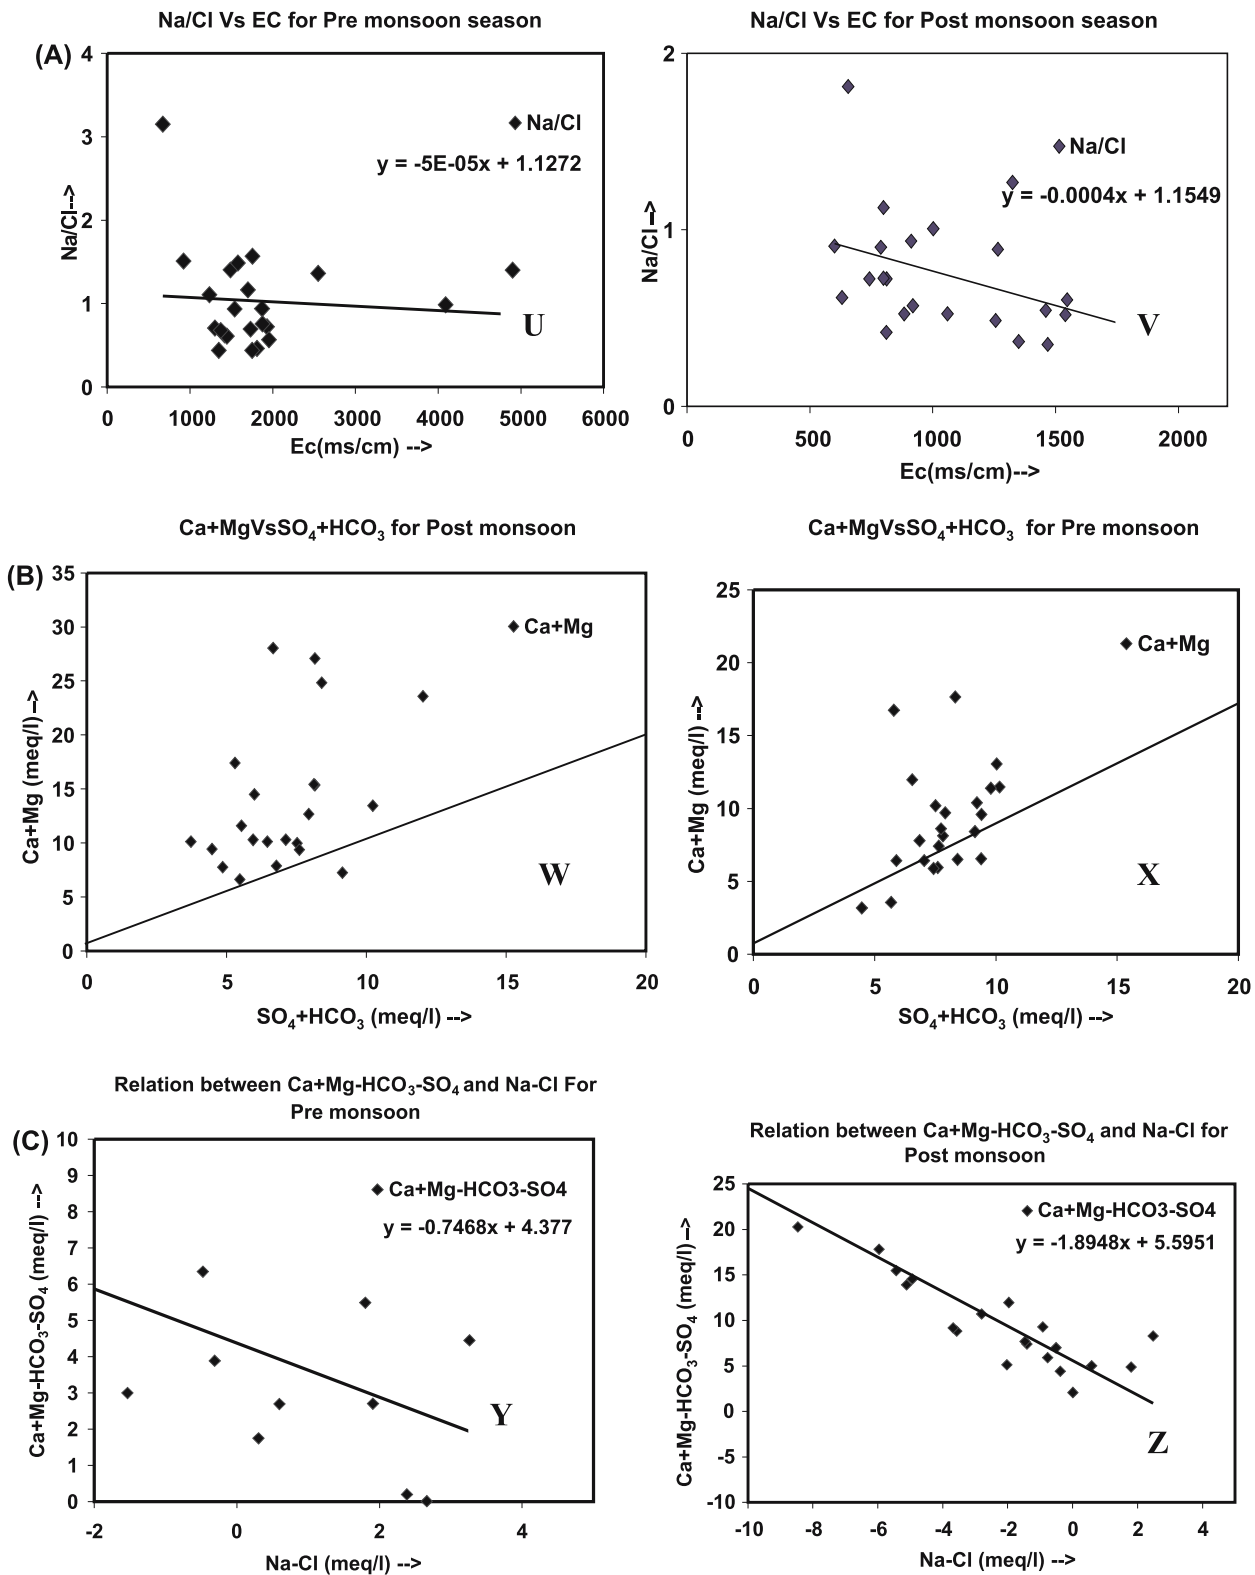 Na/Cl Vs EC for Pre monsoon season
(A)
4
3
2
1
0
Na/Cl-->
Na/Cl
y = -5E-05x + 1.1272
U
0 1000 2000 3000 4000 5000 6000
Ec(ms/cm) -->
Na/Cl Vs EC for Post monsoon season
2
1
0
Na/Cl-->
Na/Cl
y = -0.0004x + 1.1549
V
0 500 1000 1500 2000
Ec(ms/cm)-->
Ca+MgVsSO4+HCO3 for Post monsoon
(B)
35
30
25
20
15
10
5
0
Ca+Mg (meq/l)-->
Ca+Mg
W
0 5 10 15 20
SO4+HCO3 (meq/l) -->
Ca+MgVsSO4+HCO3 for Pre monsoon
25
20
15
10
5
0
Ca+Mg (meq/l) -->
Ca+Mg
X
0 5 10 15 20
SO4+HCO3 (meq/l) -->
Relation between Ca+Mg-HCO3-SO4 and Na-Cl For
Pre monsoon
(C)
10
9
8
7
6
5
4
3
2
1
0
Ca+Mg-HCO3-SO4 (meq/l) -->
Ca+Mg-HCO3-SO4
y = -0.7468x + 4.377
Y
-2 0 2 4
Na-Cl (meq/l) -->
Relation between Ca+Mg-HCO3-SO4 and Na-Cl for
Post monsoon
25
20
15
10
5
0
-5
-10
Ca+Mg-HCO3-SO4 (meq/l)-->
Ca+Mg-HCO3-SO4
y = -1.8948x + 5.5951
Z
-10 -8 -6 -4 -2 0 2 4
Na-Cl (meq/l) -->